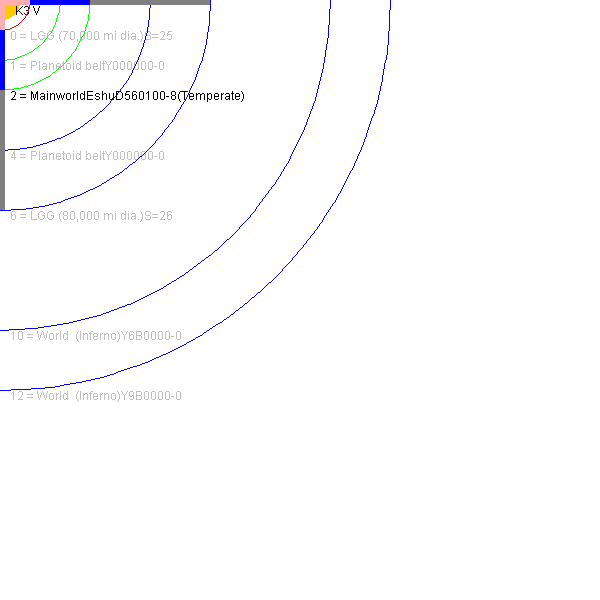 K3 V
0 = LGG (70,000 mi dia.)S=25
1 = Planetoid beltY000000-0
2 = MainworldEshuD560100-8(Temperate)
4 = Planetoid beltY000000-0
6 = LGG (80,000 mi dia.)S=26
10 = World  (Inferno)Y6B0000-0
12 = World  (Inferno)Y9B0000-0